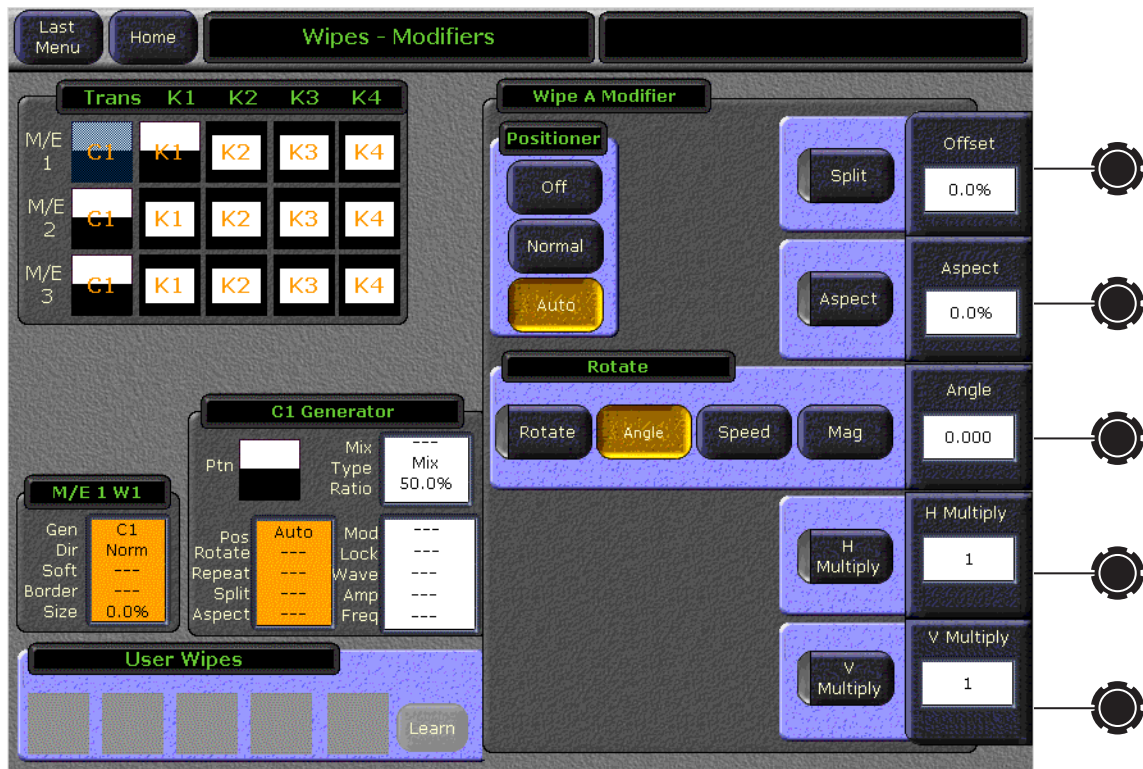 Last Menu
Home
Wipes - Modifiers
Trans K1 K2 K3 K4
M/E 1
C1 K1 K2 K3 K4
M/E 2
C1 K1 K2 K3 K4
M/E 3
C1 K1 K2 K3 K4
M/E 1 W1
Gen C1
Dir Norm
Soft ---
Border ---
Size 0.0%
C1 Generator
Ptn
Mix ---
Type Mix
Ratio 50.0%
Pos Auto
Rotate ---
Repeat ---
Split ---
Aspect ---
Mod ---
Lock ---
Wave ---
Amp ---
Freq ---
User Wipes
Learn
Wipe A Modifier
Positioner
Off
Normal
Auto
Split
Offset
0.0%
Aspect
Aspect
0.0%
Rotate
Rotate
Angle
Speed
Mag
Angle
0.000
H Multiply
H Multiply
1
V Multiply
V Multiply
1